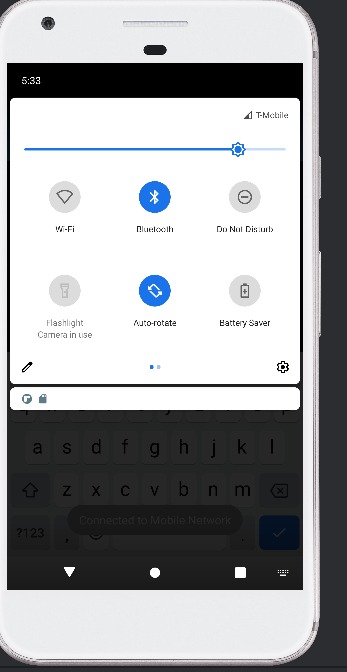 5:33
T-Mobile
Wi-Fi
Bluetooth
Do Not Disturb
Flashlight
Camera in use
Auto-rotate
Battery Saver
a s d f g h j k l
z x c v b n m
Connected to Mobile Network
?123 , .